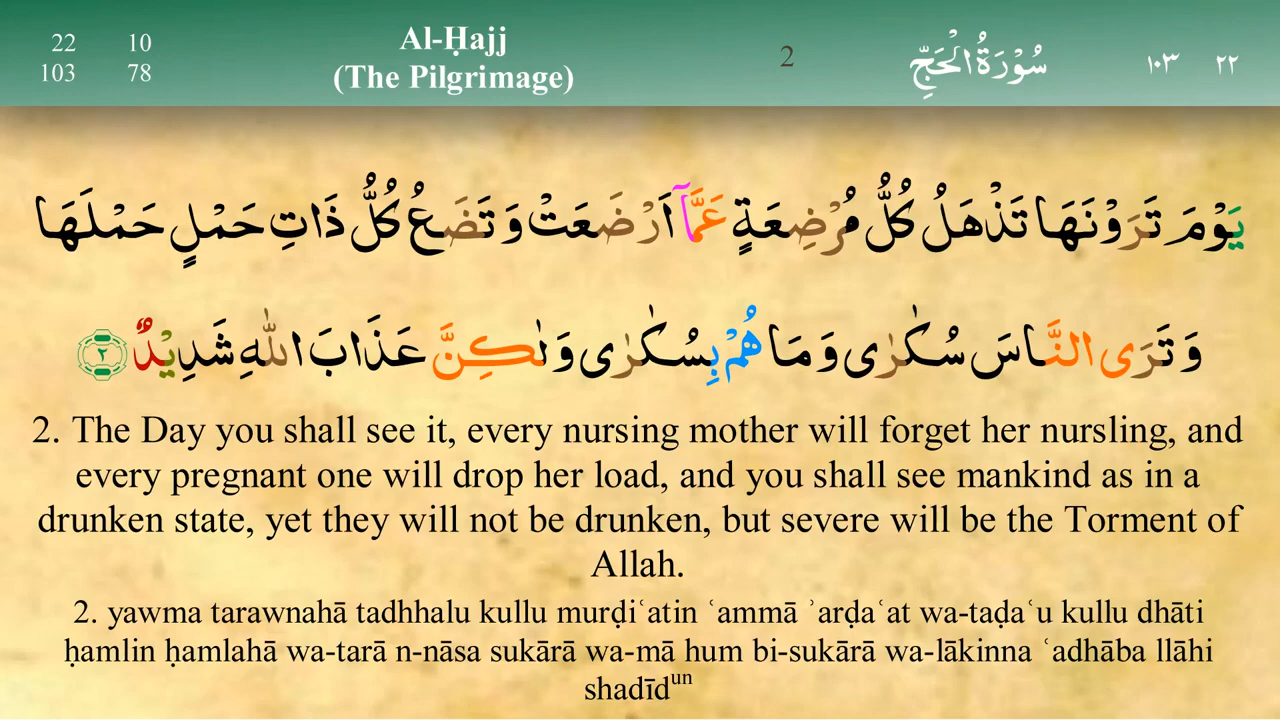 22 10 Al-Ḥajj 2 سُوْرَةُ الْحَجِّ ١٠٣ ٢٢
103 78 (The Pilgrimage)
يَوْمَ تَرَوْنَهَا تَذْهَلُ كُلُّ مُرْضِعَةٍ عَمَّاۤ اَرْضَعَتْ وَ تَضَعُ كُلُّ ذَاتِ حَمْلٍ حَمْلَهَا
وَ تَرَى النَّاسَ سُكٰرٰى وَ مَا هُمْ بِسُكٰرٰى وَ لٰكِنَّ عَذَابَ اللّٰهِ شَدِيْدٌ ٢
2. The Day you shall see it, every nursing mother will forget her nursling, and
every pregnant one will drop her load, and you shall see mankind as in a
drunken state, yet they will not be drunken, but severe will be the Torment of
Allah.
2. yawma tarawnahā tadhhalu kullu murḍiʿatin ʿammā ʾarḍaʿat wa-taḍaʿu kullu dhāti
ḥamlin ḥamlahā wa-tarā n-nāsa sukārā wa-mā hum bi-sukārā wa-lākinna ʿadhāba llāhi
shadīdun